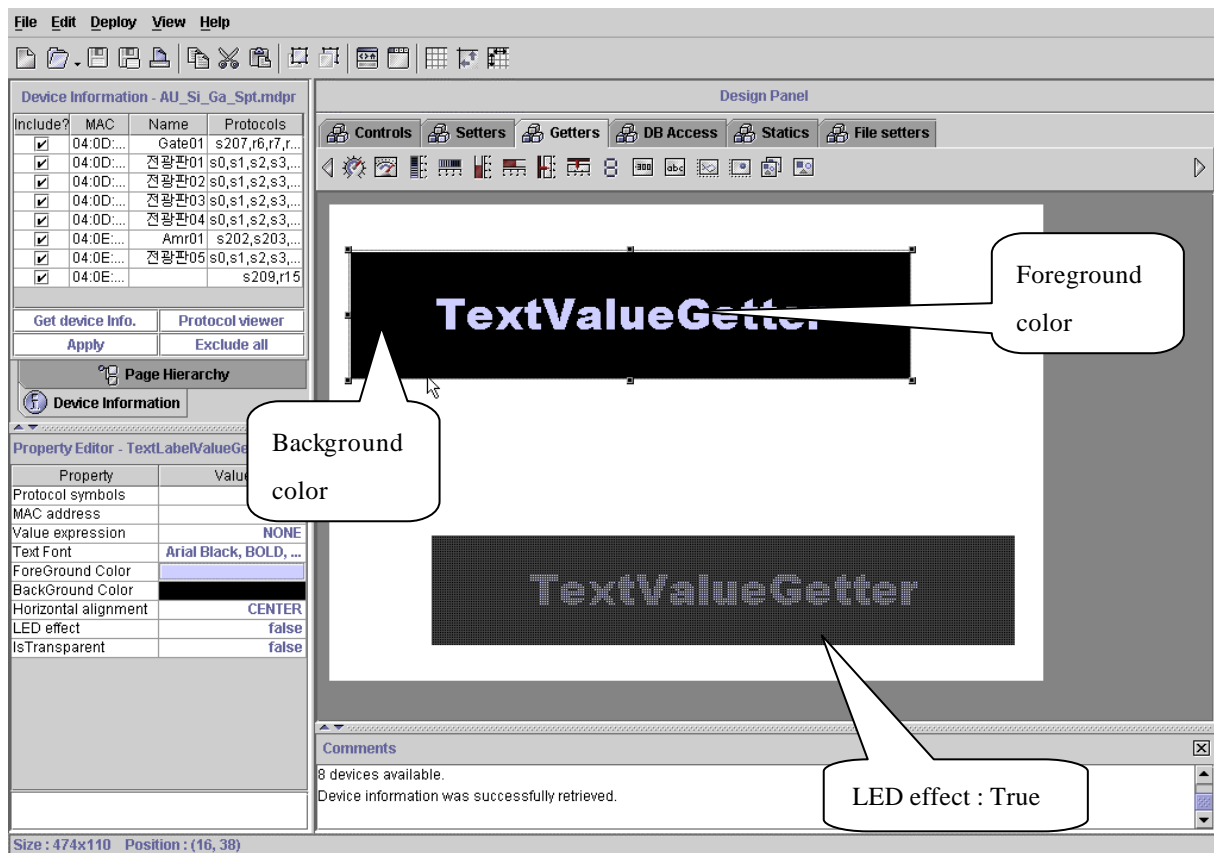 File Edit Deploy View Help
Device Information - AU_Si_Ga_Spt.mdpr
Include? MAC Name Protocols
04:0D:... Gate01 s207,r6,r7,r...
04:0D:... 전광판01 s0,s1,s2,s3,...
04:0D:... 전광판02 s0,s1,s2,s3,...
04:0D:... 전광판03 s0,s1,s2,s3,...
04:0D:... 전광판04 s0,s1,s2,s3,...
04:0E:... Amr01 s202,s203,...
04:0E:... 전광판05 s0,s1,s2,s3,...
04:0E:... s209,r15
Get device Info. Protocol viewer
Apply Exclude all
Page Hierarchy
Device Information
Property Editor - TextLabelValueGe
Property Value
Protocol symbols
MAC address
Value expression NONE
Text Font Arial Black, BOLD, ...
ForeGround Color
BackGround Color
Horizontal alignment CENTER
LED effect false
IsTransparent false
Design Panel
Controls Setters Getters DB Access Statics File setters
TextValueGetter
Foreground
color
Background
color
TextValueGetter
LED effect : True
Comments
8 devices available.
Device information was successfully retrieved.
Size : 474x110 Position : (16, 38)